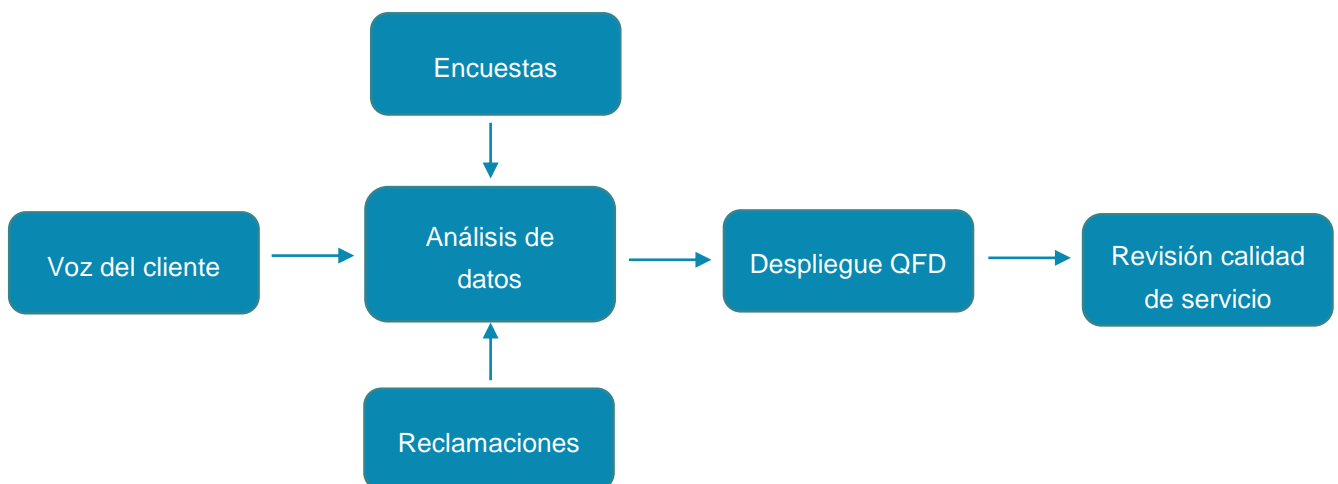 Encuestas
Voz del cliente
Análisis de
datos
Despliegue QFD
Revisión calidad
de servicio
Reclamaciones